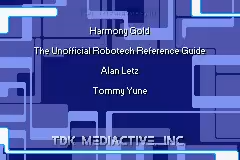 Harmony Gold
The Unofficial Robotech Reference Guide
Alan Letz
Tommy Yune
TDK MEDIACTIVE, INC